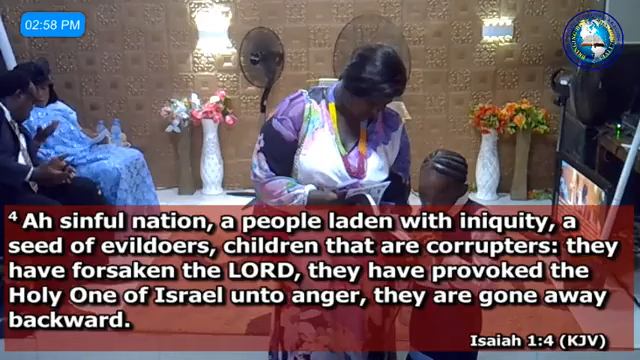 02:58 PM
4 Ah sinful nation, a people laden with iniquity, a
seed of evildoers, children that are corrupters: they
have forsaken the LORD, they have provoked the
Holy One of Israel unto anger, they are gone away
backward.
Isaiah 1:4 (KJV)